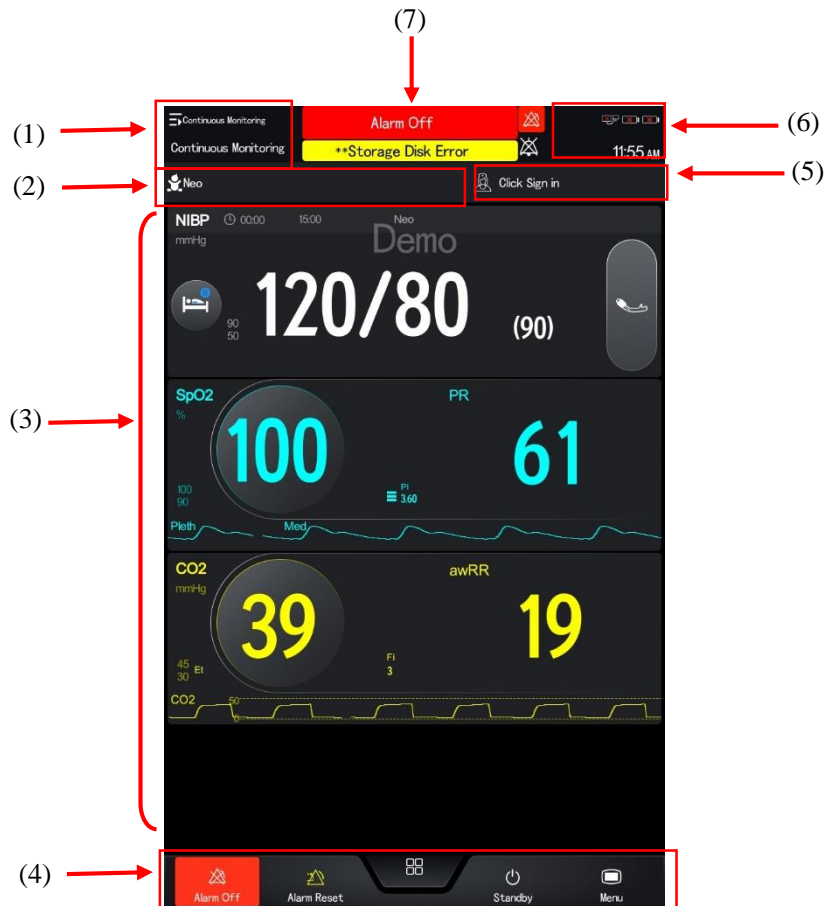 (7)
(1)
Continuous Monitoring
Continuous Monitoring
Alarm Off
**Storage Disk Error
11:55 AM
(6)
(2)
Neo
Click Sign in
(5)
NIBP 00:00 15:00 Neo
mmHg
Demo
H
90
50
120/80 (90)
(3)
SpO2
%
100
PR
61
100
90
PI
3.60
Pleth Med
CO2
mmHg
39
awRR
19
45
30 Et
Fi
3
CO2 50
0
(4)
Alarm Off
Alarm Reset
Standby
Menu